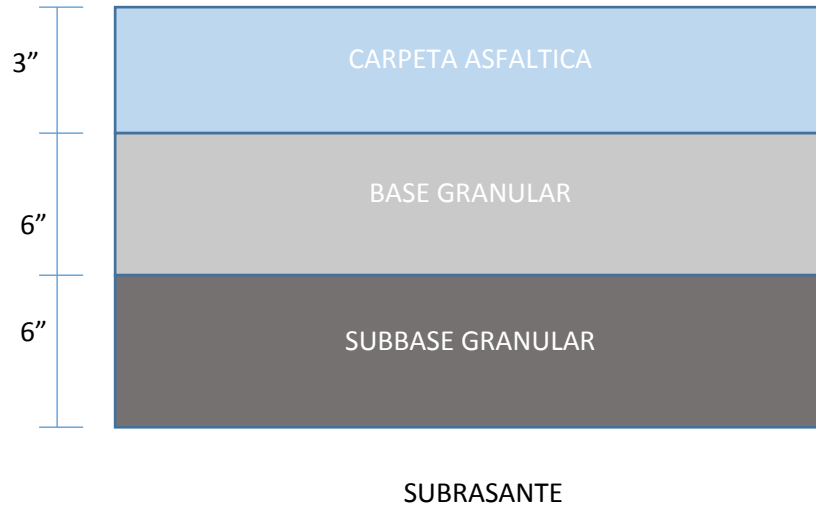 3”
CARPETA ASFALTICA
6”
BASE GRANULAR
6”
SUBBASE GRANULAR
SUBRASANTE